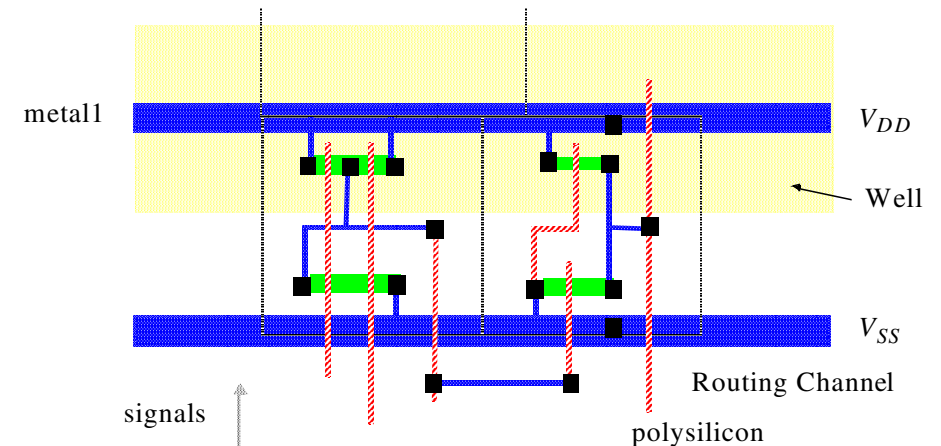 metal1
V_DD
Well
V_SS
Routing Channel
signals
polysilicon